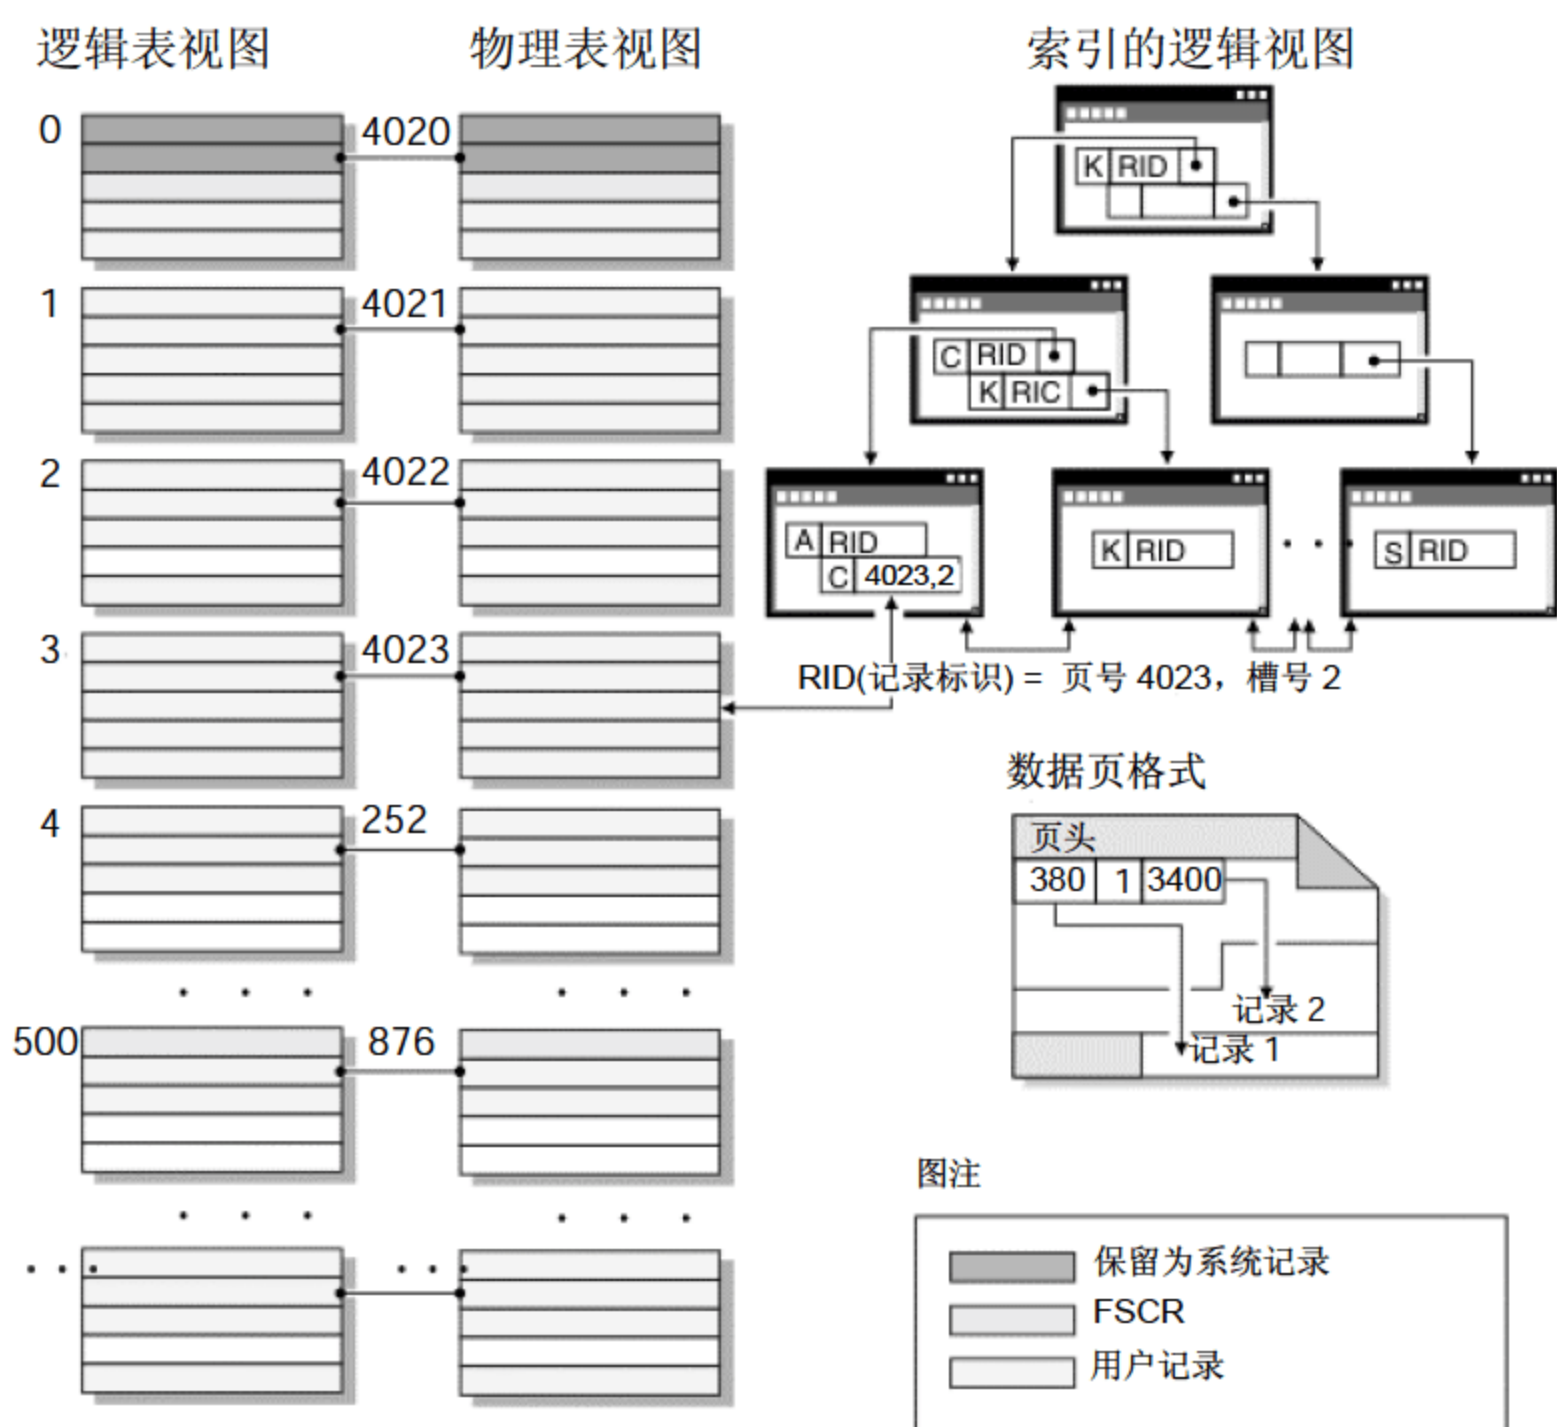 逻辑表视图
物理表视图
索引的逻辑视图
0
4020
1
4021
2
4022
3
4023
4
252
500
876
K RID
C RID
K RIC
A RID
C 4023,2
K RID
S RID
RID(记录标识) = 页号 4023，槽号 2
数据页格式
页头
380 1 3400
记录 2
记录 1
图注
保留为系统记录
FSCR
用户记录